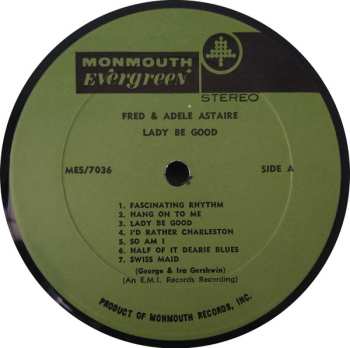 MONMOUTH
Evergreen
STEREO
FRED & ADELE ASTAIRE
LADY BE GOOD
MES/7036
SIDE A
1. FASCINATING RHYTHM
2. HANG ON TO ME
3. LADY BE GOOD
4. I'D RATHER CHARLESTON
5. SO AM I
6. HALF OF IT DEARIE BLUES
7. SWISS MAID
(George & Ira Gershwin)
(An E.M.I. Records Recording)
PRODUCT OF MONMOUTH RECORDS, INC.